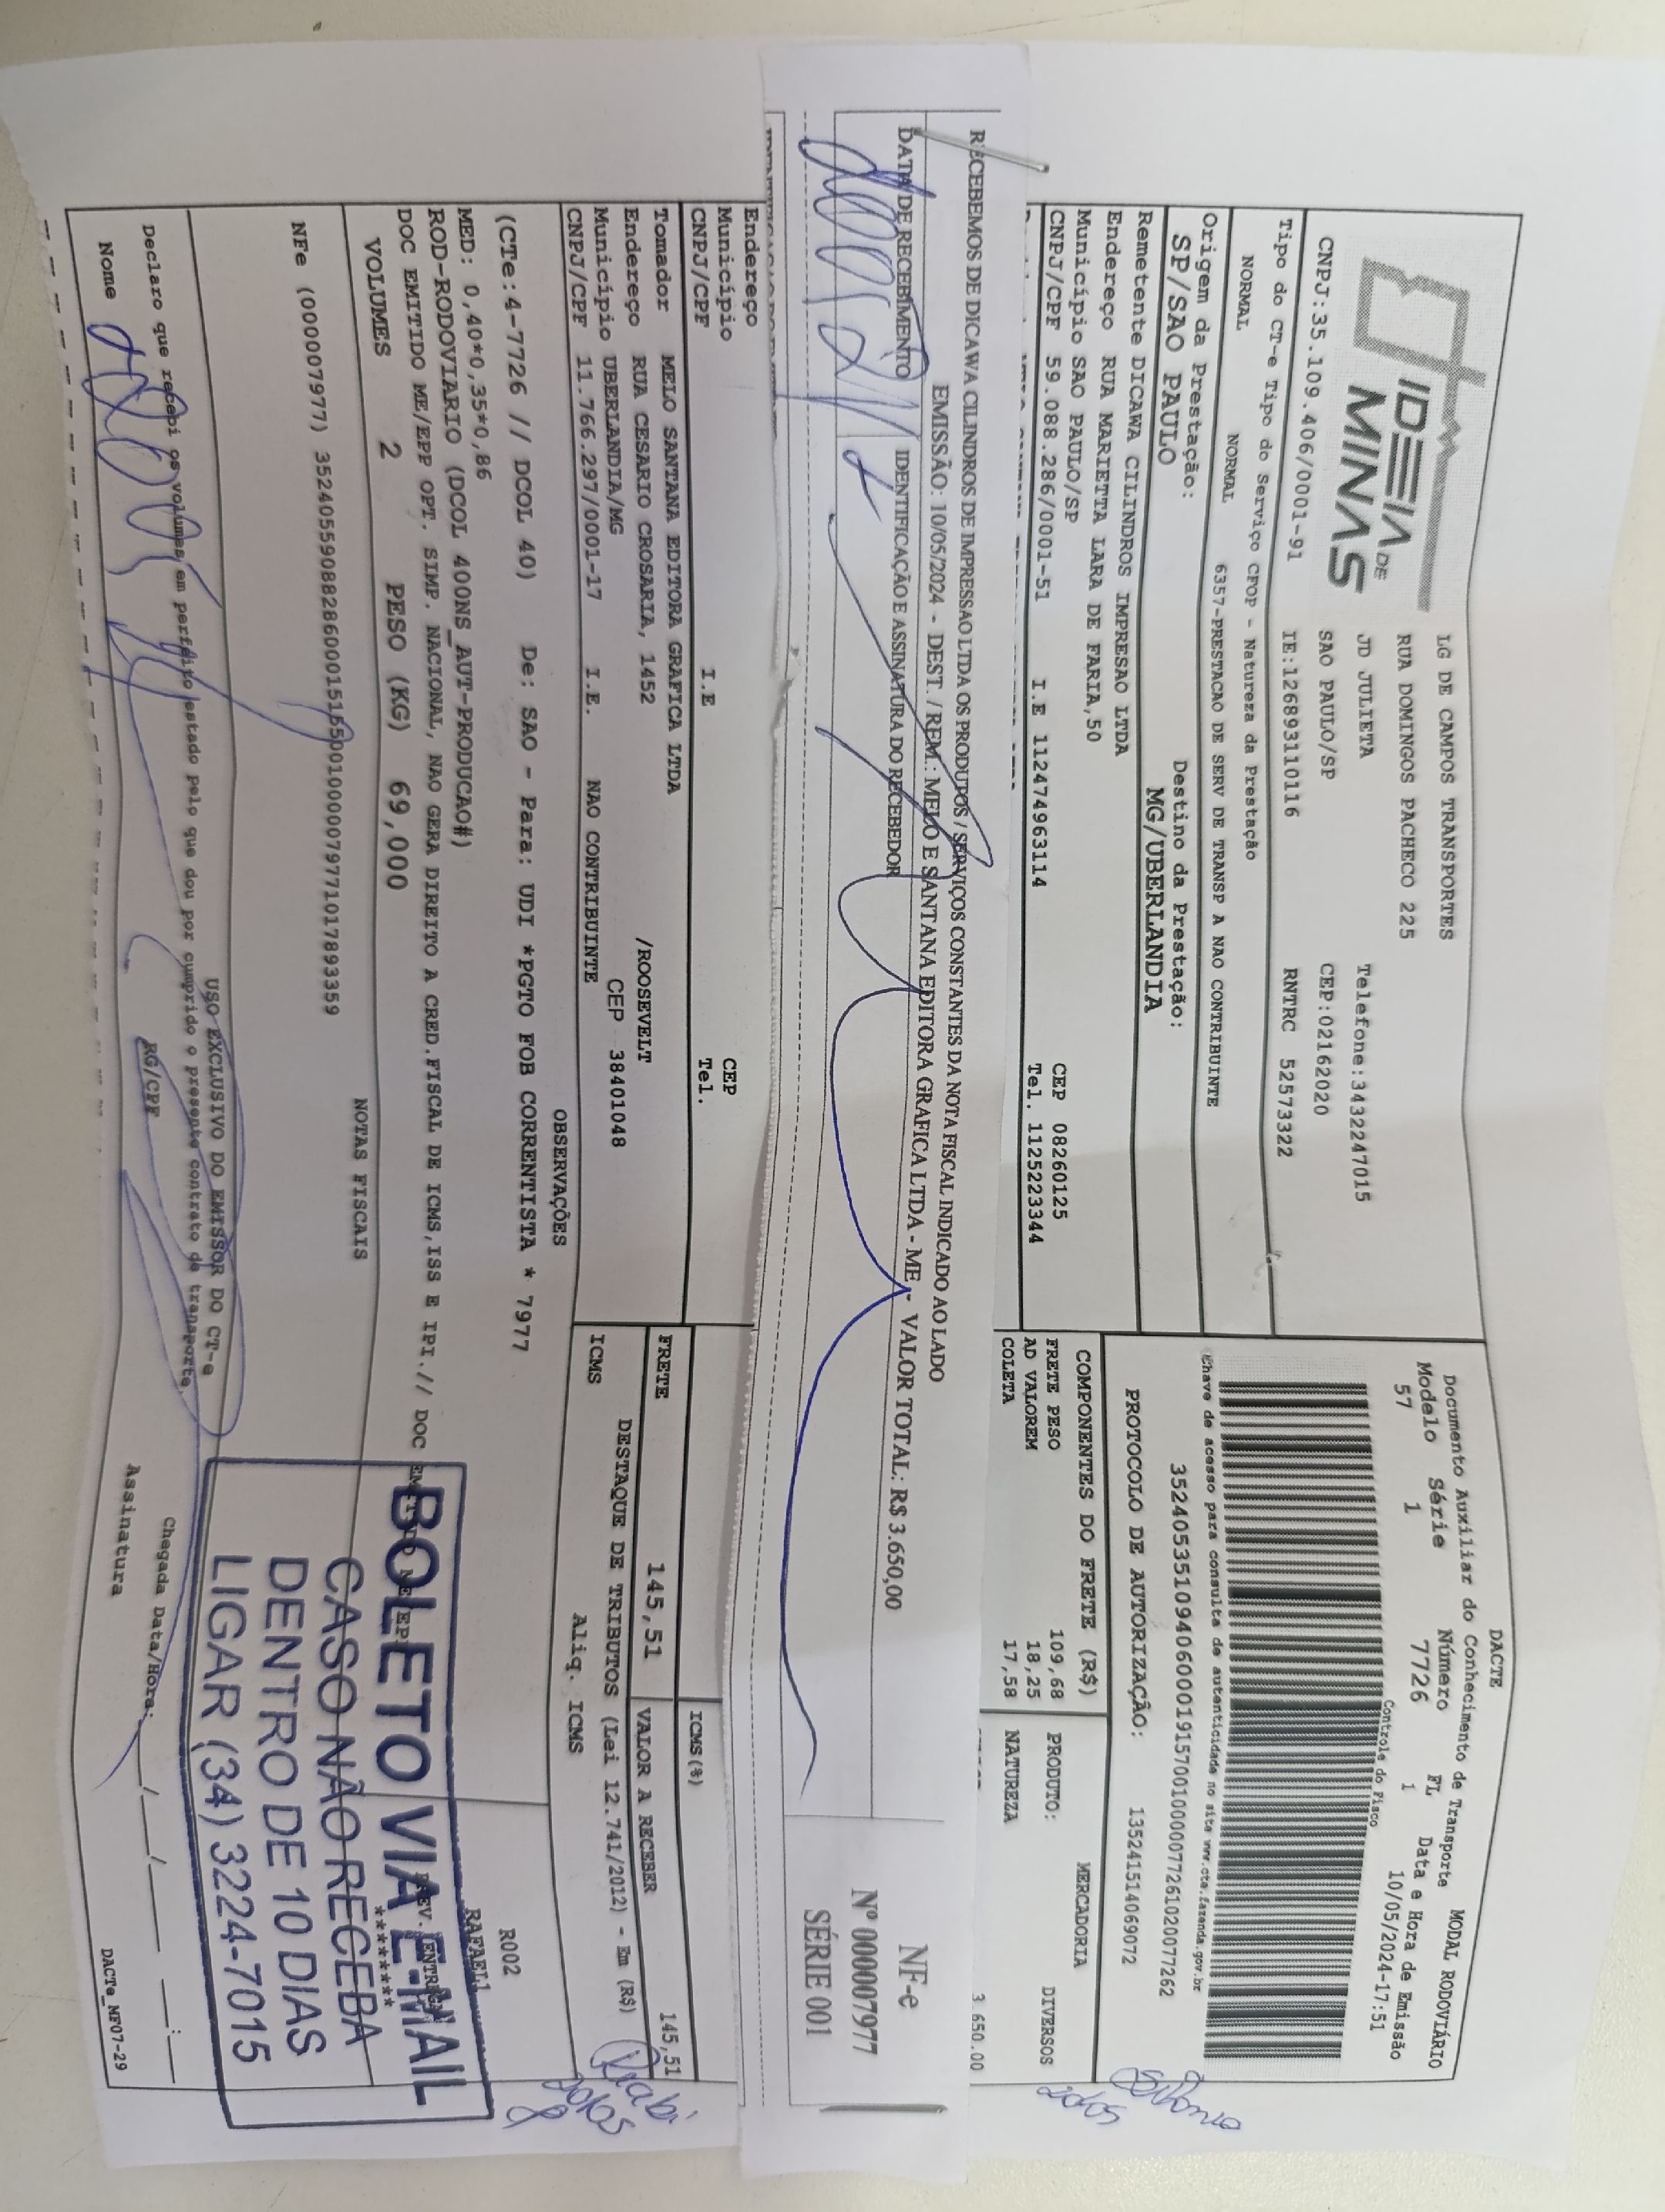 IDEIA DE
MINAS
LG DE CAMPOS TRANSPORTES
RUA DOMINGOS PACHECO 225
JD JULIETA Telefone:3432247015
SAO PAULO/SP CEP:02162020
CNPJ:35.109.406/0001-91 IE:126893110116 RNTRC 52573322
DACTE
Documento Auxiliar do Conhecimento de Transporte MODAL RODOVIÁRIO
Modelo Série Número FL Data e Hora de Emissão
57 1 7726 1 10/05/2024-17:51
Controle do Fisco
Tipo do CT-e Tipo do Serviço CFOP - Natureza da Prestação
NORMAL NORMAL 6357-PRESTACAO DE SERV DE TRANSP A NAO CONTRIBUINTE
Origem da Prestação: Destino da Prestação:
SP/SAO PAULO MG/UBERLANDIA
Chave de acesso para consulta de autenticidade no site www.cte.fazenda.gov.br
35240535109406000191570010000077261020077262
PROTOCOLO DE AUTORIZAÇÃO: 135241514069072
Remetente DICAWA CILINDROS IMPRESAO LTDA
Endereço RUA MARIETTA LARA DE FARIA,50
Município SAO PAULO/SP CEP 08260125
CNPJ/CPF 59.088.286/0001-51 I.E 112474963114 Tel. 1125223344
COMPONENTES DO FRETE (R$) MERCADORIA
FRETE PESO 109,68 PRODUTO: DIVERSOS
AD VALOREM 18,25
COLETA 17,58 NATUREZA
3.650.00
RECEBEMOS DE DICAWA CILINDROS DE IMPRESSAO LTDA OS PRODUTOS / SERVIÇOS CONSTANTES DA NOTA FISCAL INDICADO AO LADO
EMISSÃO: 10/05/2024 - DEST. / REM.: MELO E SANTANA EDITORA GRAFICA LTDA - ME - VALOR TOTAL: R$ 3.650,00
DATA DE RECEBIMENTO IDENTIFICAÇÃO E ASSINATURA DO RECEBEDOR
NF-e
Nº 000007977
SÉRIE 001
Endereço
Município CEP
CNPJ/CPF I.E Tel.
ICMS(%)
Tomador MELO SANTANA EDITORA GRAFICA LTDA
Endereço RUA CESARIO CROSARIA, 1452 /ROOSEVELT
Município UBERLANDIA/MG CEP 38401048
CNPJ/CPF 11.766.297/0001-17 I.E. NAO CONTRIBUINTE
FRETE 145,51 VALOR A RECEBER 145,51
DESTAQUE DE TRIBUTOS (Lei 12.741/2012) - Em (R$)
ICMS Aliq. ICMS
OBSERVAÇÕES
(CTe:4-7726 // DCOL 40) De: SAO - Para: UDI *PGTO FOB CORRENTISTA * 7977
R002
MED: 0,40*0,35*0,86
RAFAEL1
ROD-RODOVIARIO (DCOL 400NS_AUT-PRODUCAO#)
DOC EMITIDO ME/EPP OPT. SIMP. NACIONAL, NAO GERA DIREITO A CRED.FISCAL DE ICMS,ISS E IPI.// DOC
VOLUMES 2 PESO (KG) 69,000
NOTAS FISCAIS
NFe (000007977) 35240559088286000151550010000079771017893359
USO EXCLUSIVO DO EMISSOR DO CT-e
Declaro que recebi os volumes em perfeito estado pelo que dou por cumprido o presente contrato de transporte.
Chegada Data/Hora: __/__/__ __:__
Nome RG/CPF Assinatura
DACTe_MF07-29
BOLETO VIA E-MAIL
CASO NÃO RECEBA
DENTRO DE 10 DIAS
LIGAR (34) 3224-7015